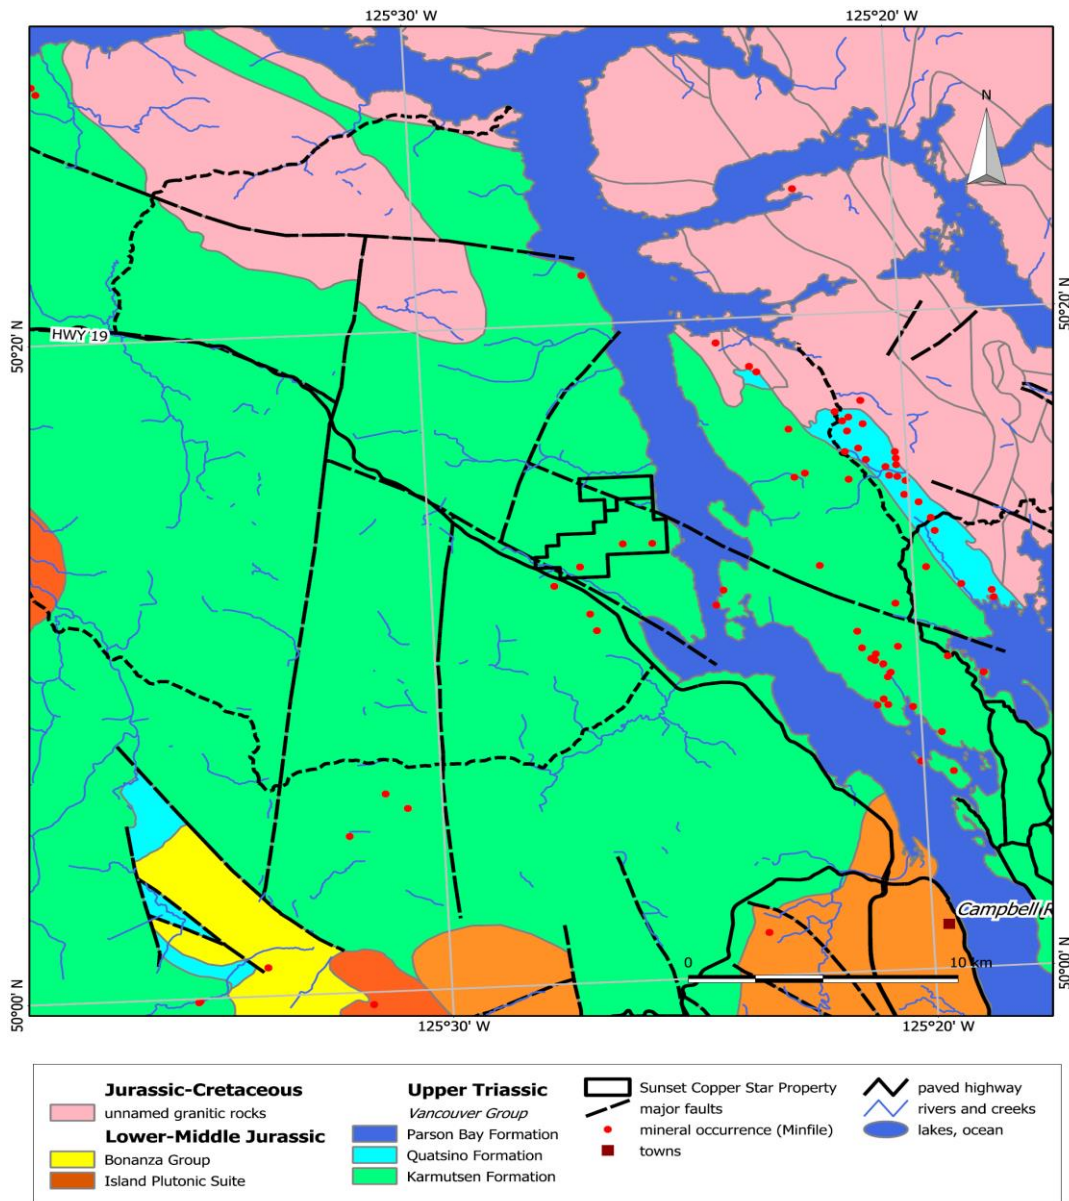 125°30' W
125°20' W
N
50°20' N
50°20' N
HWY 19
Campbell R
0
10 km
50°00' N
50°00' N
125°30' W
125°20' W
Jurassic-Cretaceous
unnamed granitic rocks
Lower-Middle Jurassic
Bonanza Group
Island Plutonic Suite
Upper Triassic
Vancouver Group
Parson Bay Formation
Quatsino Formation
Karmutsen Formation
Sunset Copper Star Property
major faults
mineral occurrence (Minfile)
towns
paved highway
rivers and creeks
lakes, ocean